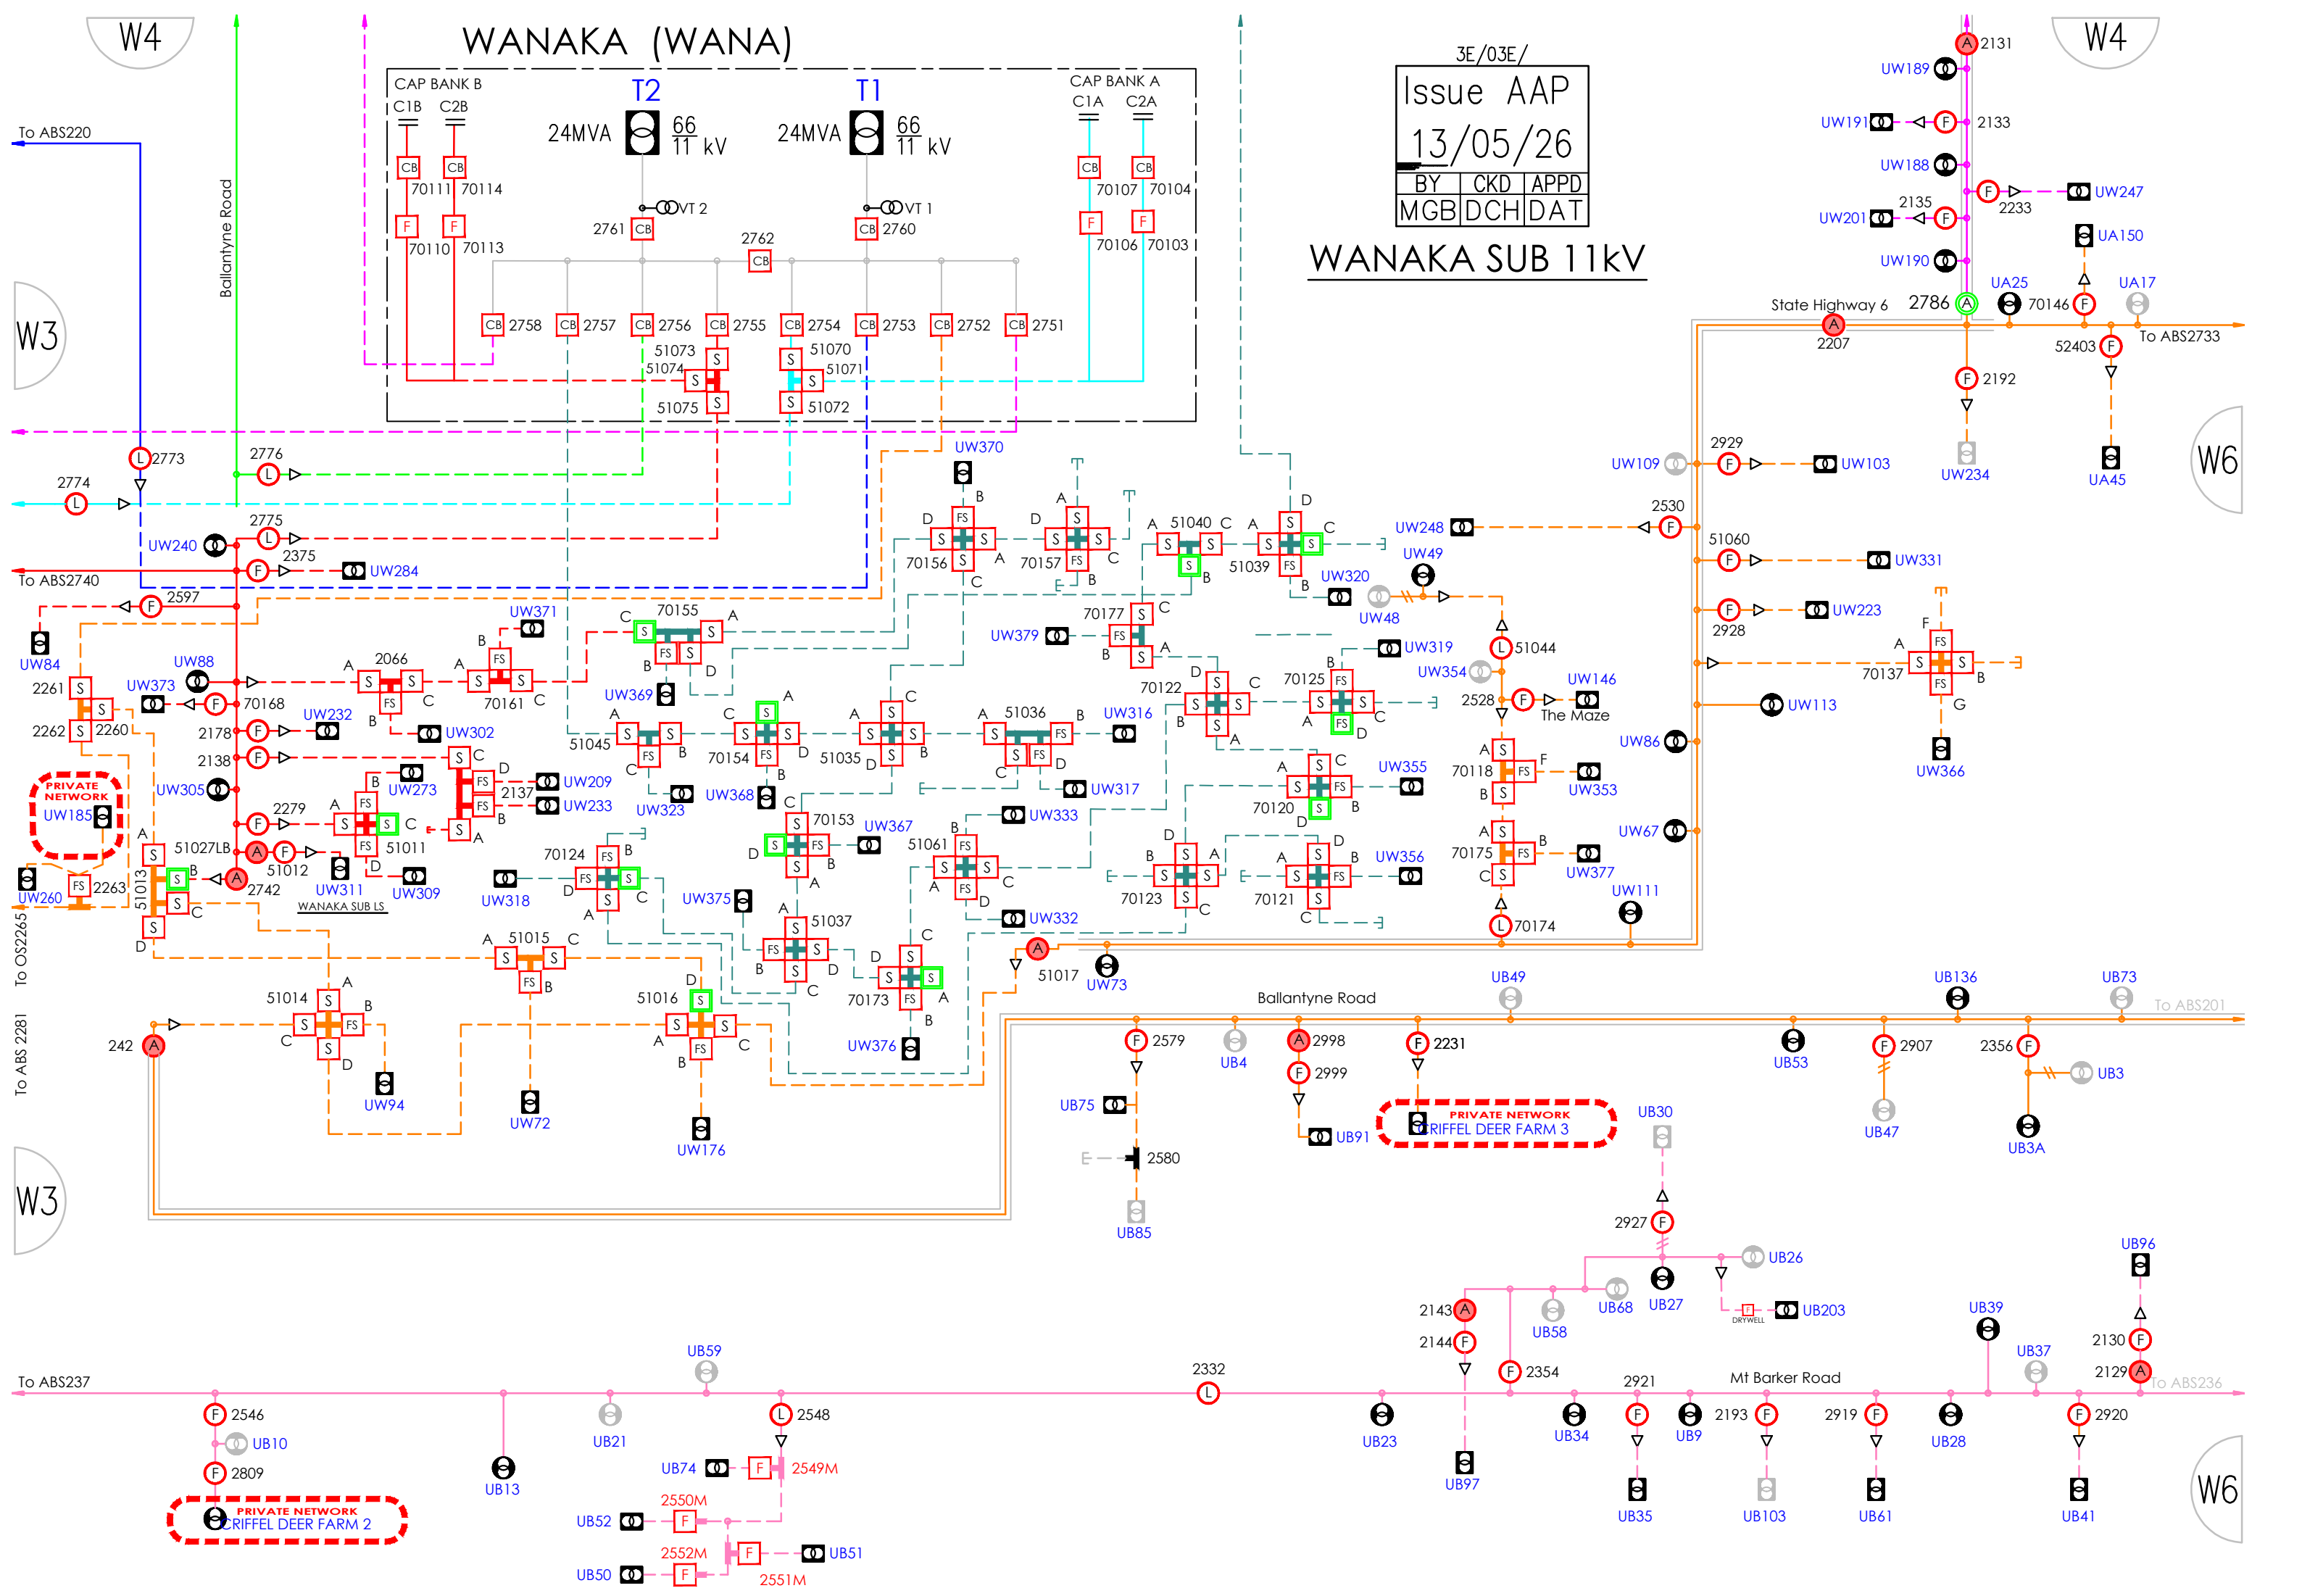 W4
WANAKA (WANA)
3E/03E/
Issue AAP
13/05/26
BY CKD APPD
MGB DCH DAT
WANAKA SUB 11kV
W4
2131
UW189
UW191
2133
UW188
UW247
2135
2233
UW201
UW190
UA150
UA25
UA17
State Highway 6
2786
70146
2207
To ABS2733
52403
2192
UW234
UA45
W6
CAP BANK B
C1B C2B
T2
T1
24MVA 66/11 kV
24MVA 66/11 kV
CAP BANK A
C1A C2A
CB CB
CB CB
70111 70114
70107 70104
F F
F F
70110 70113
70106 70103
VT 2
VT 1
2761 CB
CB 2760
2762
CB
CB 2758
CB 2757
CB 2756
CB 2755
CB 2754
CB 2753
CB 2752
CB 2751
51073
51074
51075
51070
51071
51072
To ABS220
Ballantyne Road
W3
2773
2774
2776
2775
UW240
2375
UW284
To ABS2740
2597
UW84
UW88
UW373
70168
2261
2262
2260
2178
UW232
2138
UW305
PRIVATE
NETWORK
UW185
2279
51027LB
51012
2742
UW260
2263
51013
A
B
C
D
UW311
UW309
WANAKA SUB LS
A 2066 C
B
UW302
UW371
B
A
70161 C
UW273
A B
C
51011
D
C
D
2137
B
A
UW209
UW233
To OS2265
To ABS 2281
242
UW370
B
D
A
70156
C
A
D
70157
C
B
A 51040 C
B
D
A
C
51039
B
UW320
UW248
UW49
UW48
C 70155 A
B
D
UW369
UW379
70177 C
B
A
UW354
51044
2528
UW146
The Maze
UW319
70125 B
A
C
D
70122 D
C
B
A
A
51045
B
C
UW323
A
C
70154
D
B
UW368
C
A
51035
B
D
A 51036 B
C
D
UW316
UW317
A
C
70120
B
D
UW355
70118 A
F
B
UW353
C 70153
D
B
A
UW367
UW333
51061 B
A
C
D
UW332
70124 B
UW318
D
C
A
UW375
51037 A
B
D
C
C
D
70173
A
B
UW376
B
A
70123
C
D
B
70121
C
UW356
A
70175
B
C
UW377
UW111
70174
51017
UW73
A 51015 C
B
UW72
51014 A
B
C
D
UW94
D
51016
A
C
B
UW176
2929
UW109
UW103
2530
51060
UW331
2928
UW223
F
A
70137
B
G
UW366
UW113
UW86
UW67
Ballantyne Road
UB49
UB136
UB73
To ABS201
2579
UB4
2998
2999
2231
UB53
2907
2356
UB3
UB75
UB91
PRIVATE NETWORK
CRIFFEL DEER FARM 3
UB47
UB3A
2580
UB85
W3
UB30
2927
UB26
UB27
UB68
UB58
DRYWELL
UB203
2143
2144
2354
UB96
2130
2129
UB39
UB37
To ABS237
UB59
2332
2921
Mt Barker Road
To ABS236
2546
UB10
2809
PRIVATE NETWORK
CRIFFEL DEER FARM 2
UB13
UB21
2548
UB74
2549M
2550M
UB52
2552M
UB50
UB51
2551M
UB23
UB97
UB34
UB35
UB9
2193
UB103
2919
UB61
UB28
2920
UB41
W6